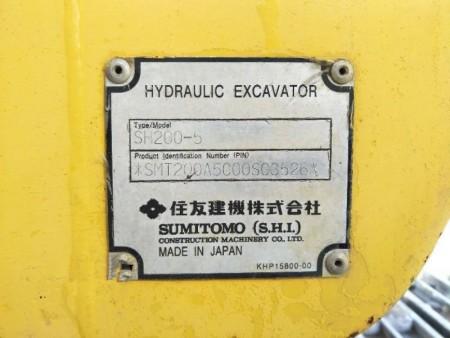 HYDRAULIC EXCAVATOR
Type/Model
SH200-5
Product Identification Number (PIN)
*SMT200A5C00SG3526*
住友建機株式会社
SUMITOMO (S.H.I.)
CONSTRUCTION MACHINERY CO., LTD.
MADE IN JAPAN
KHP15800-00